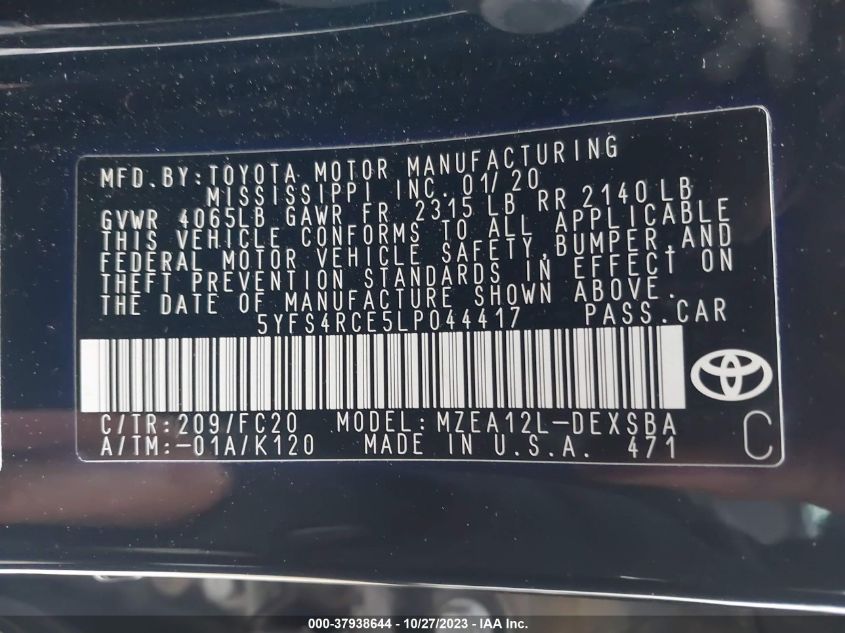 MFD.BY:TOYOTA MOTOR MANUFACTURING
MISSISSIPPI INC. 01/20
GVWR 4065LB GAWR FR 2315 LB RR 2140 LB
THIS VEHICLE CONFORMS TO ALL APPLICABLE
FEDERAL MOTOR VEHICLE SAFETY,BUMPER,AND
THEFT PREVENTION STANDARDS IN EFFECT ON
THE DATE OF MANUFACTURE SHOWN ABOVE.
5YFS4RCE5LP044417 PASS.CAR
C/TR:209/FC20 MODEL:MZEA12L-DEXSBA
A/TM:-01A/K120 MADE IN U.S.A. 471
C
000-37938644 - 10/27/2023 - IAA Inc.